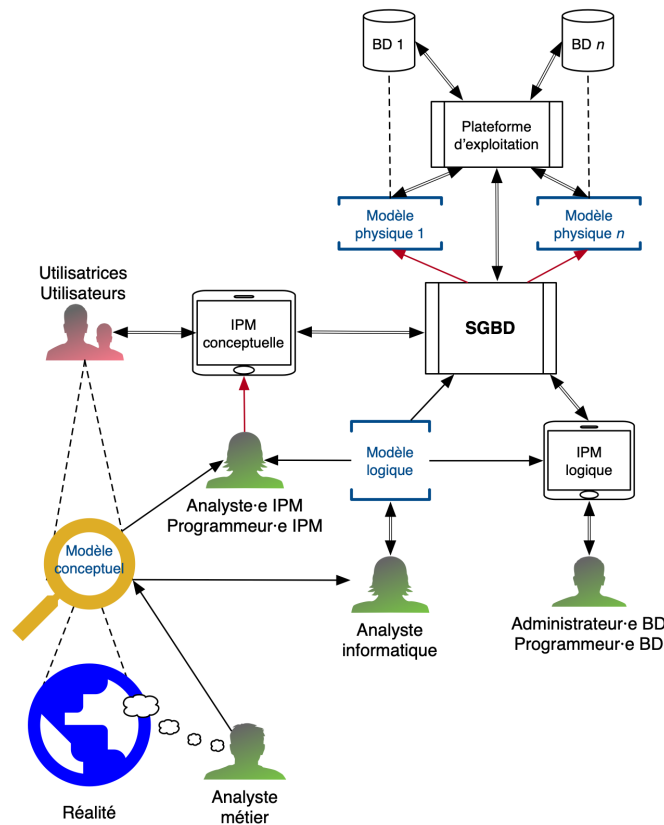 BD 1
BD n
Plateforme
d'exploitation
Modèle
physique 1
Modèle
physique n
Utilisatrices
Utilisateurs
IPM
conceptuelle
SGBD
Modèle
logique
IPM
logique
Analyste·e IPM
Programmeur·e IPM
Modèle
conceptuel
Analyste
informatique
Administrateur·e BD
Programmeur·e BD
Réalité
Analyste
métier